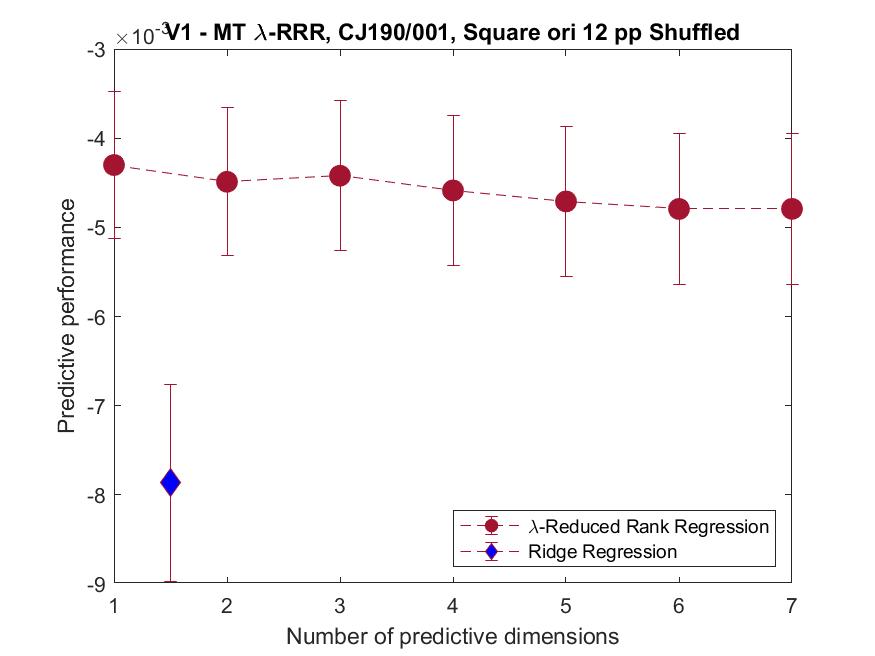 ×10-3
V1 - MT λ-RRR, CJ190/001, Square ori 12 pp Shuffled
-3
-4
-5
-6
-7
-8
-9
Predictive performance
λ-Reduced Rank Regression
Ridge Regression
1 2 3 4 5 6 7
Number of predictive dimensions